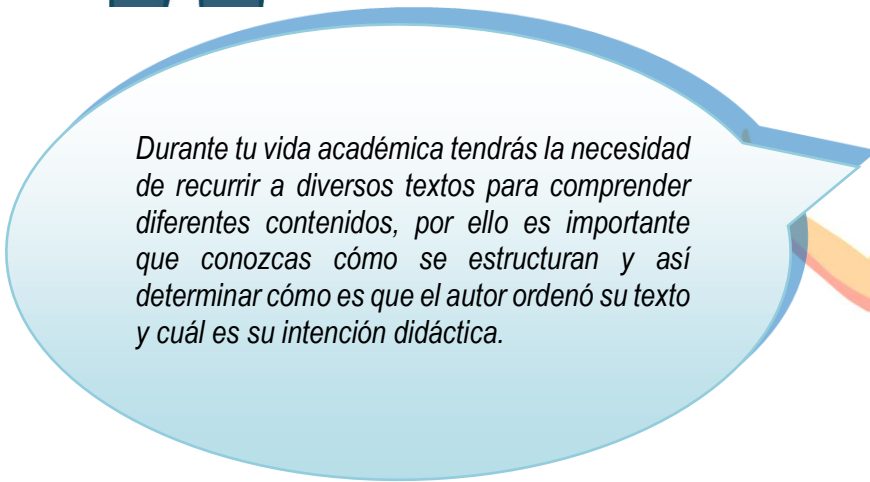 Durante tu vida académica tendrás la necesidad
de recurrir a diversos textos para comprender
diferentes contenidos, por ello es importante
que conozcas cómo se estructuran y así
determinar cómo es que el autor ordenó su texto
y cuál es su intención didáctica.